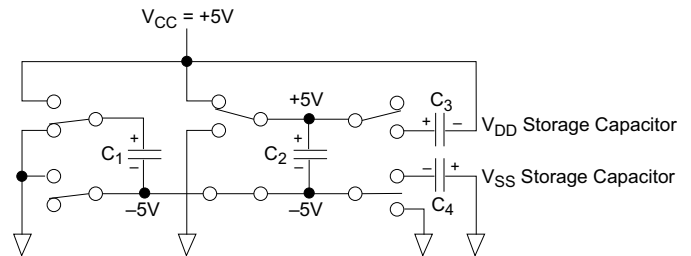 V_CC = +5V
+5V
C_3
+ –
V_DD Storage Capacitor
C_1
+
–
C_2
+
–
– +
V_SS Storage Capacitor
C_4
–5V
–5V